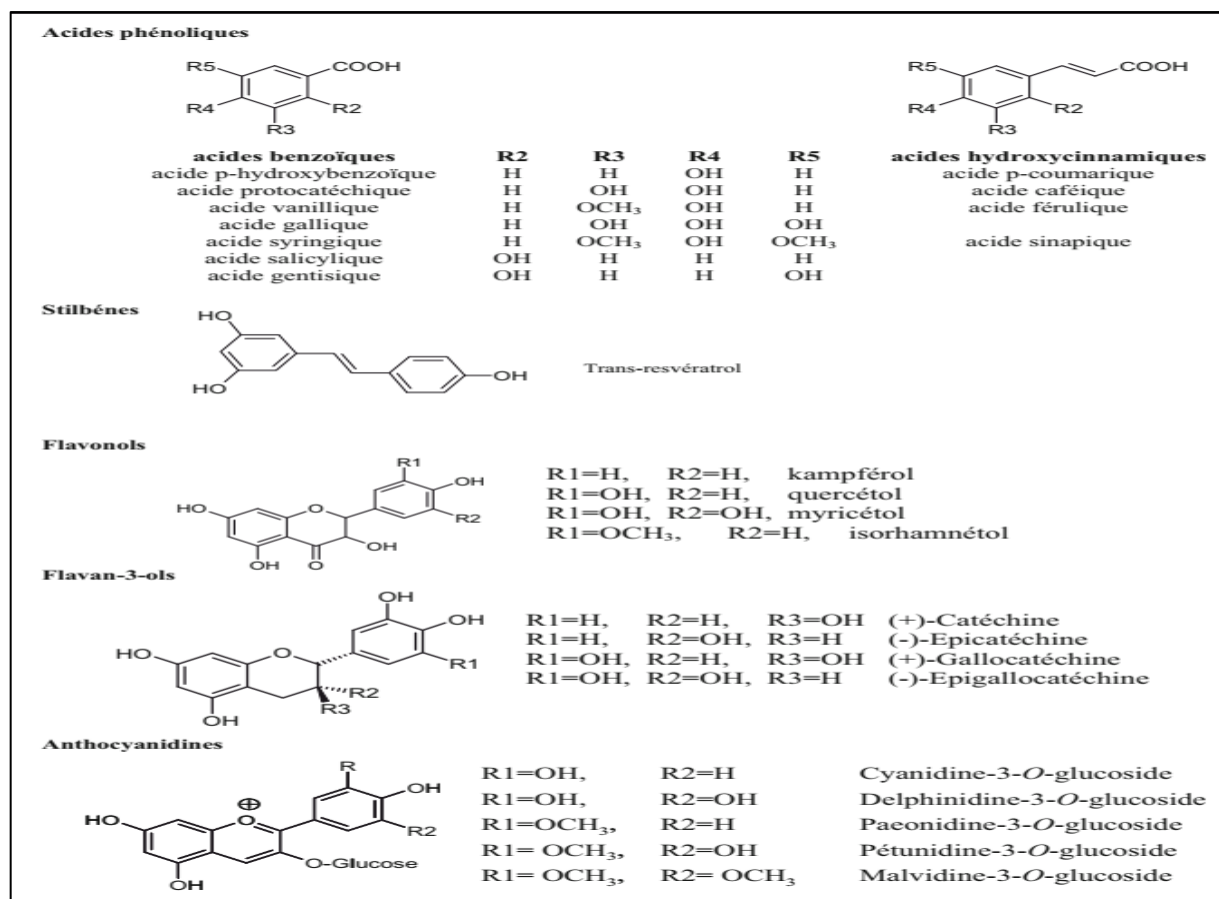 Acides phénoliques
R5 COOH R4 R2 R3
R5 COOH R4 R2 R3
acides benzoïques R2 R3 R4 R5 acides hydroxycinnamiques
acide p-hydroxybenzoïque H H OH H acide p-coumarique
acide protocatéchique H OH OH H acide caféique
acide vanillique H OCH₃ OH H acide férulique
acide gallique H OH OH OH
acide syringique H OCH₃ OH OCH₃ acide sinapique
acide salicylique OH H H H
acide gentisique OH H H OH
Stilbénes
HO
HO
OH
Trans-resvératrol
Flavonols
R1
OH
HO O R2
OH
OH O
R1=H, R2=H, kampférol
R1=OH, R2=H, quercétol
R1=OH, R2=OH, myricétol
R1=OCH₃, R2=H, isorhamnétol
Flavan-3-ols
OH
OH
HO O R1
R2
R3
OH
R1=H, R2=H, R3=OH (+)-Catéchine
R1=H, R2=OH, R3=H (-)-Epicatéchine
R1=OH, R2=H, R3=OH (+)-Gallocatéchine
R1=OH, R2=OH, R3=H (-)-Epigallocatéchine
Anthocyanidines
R
OH
⊕
HO O R2
O-Glucose
OH
R1=OH, R2=H Cyanidine-3-O-glucoside
R1=OH, R2=OH Delphinidine-3-O-glucoside
R1=OCH₃, R2=H Paeonidine-3-O-glucoside
R1= OCH₃, R2=OH Pétunidine-3-O-glucoside
R1= OCH₃, R2= OCH₃ Malvidine-3-O-glucoside